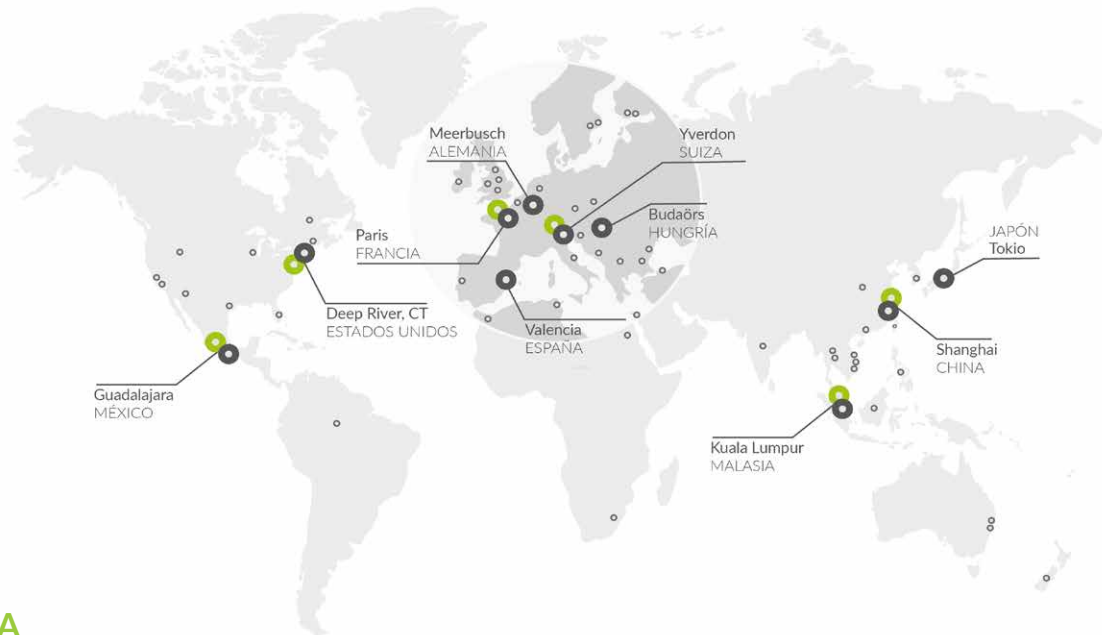 Meerbusch
ALEMANIA
Yverdon
SUIZA
Budaörs
HUNGRÍA
Paris
FRANCIA
JAPÓN
Tokio
Deep River, CT
ESTADOS UNIDOS
Valencia
ESPAÑA
Shanghai
CHINA
Guadalajara
MÉXICO
Kuala Lumpur
MALASIA
A